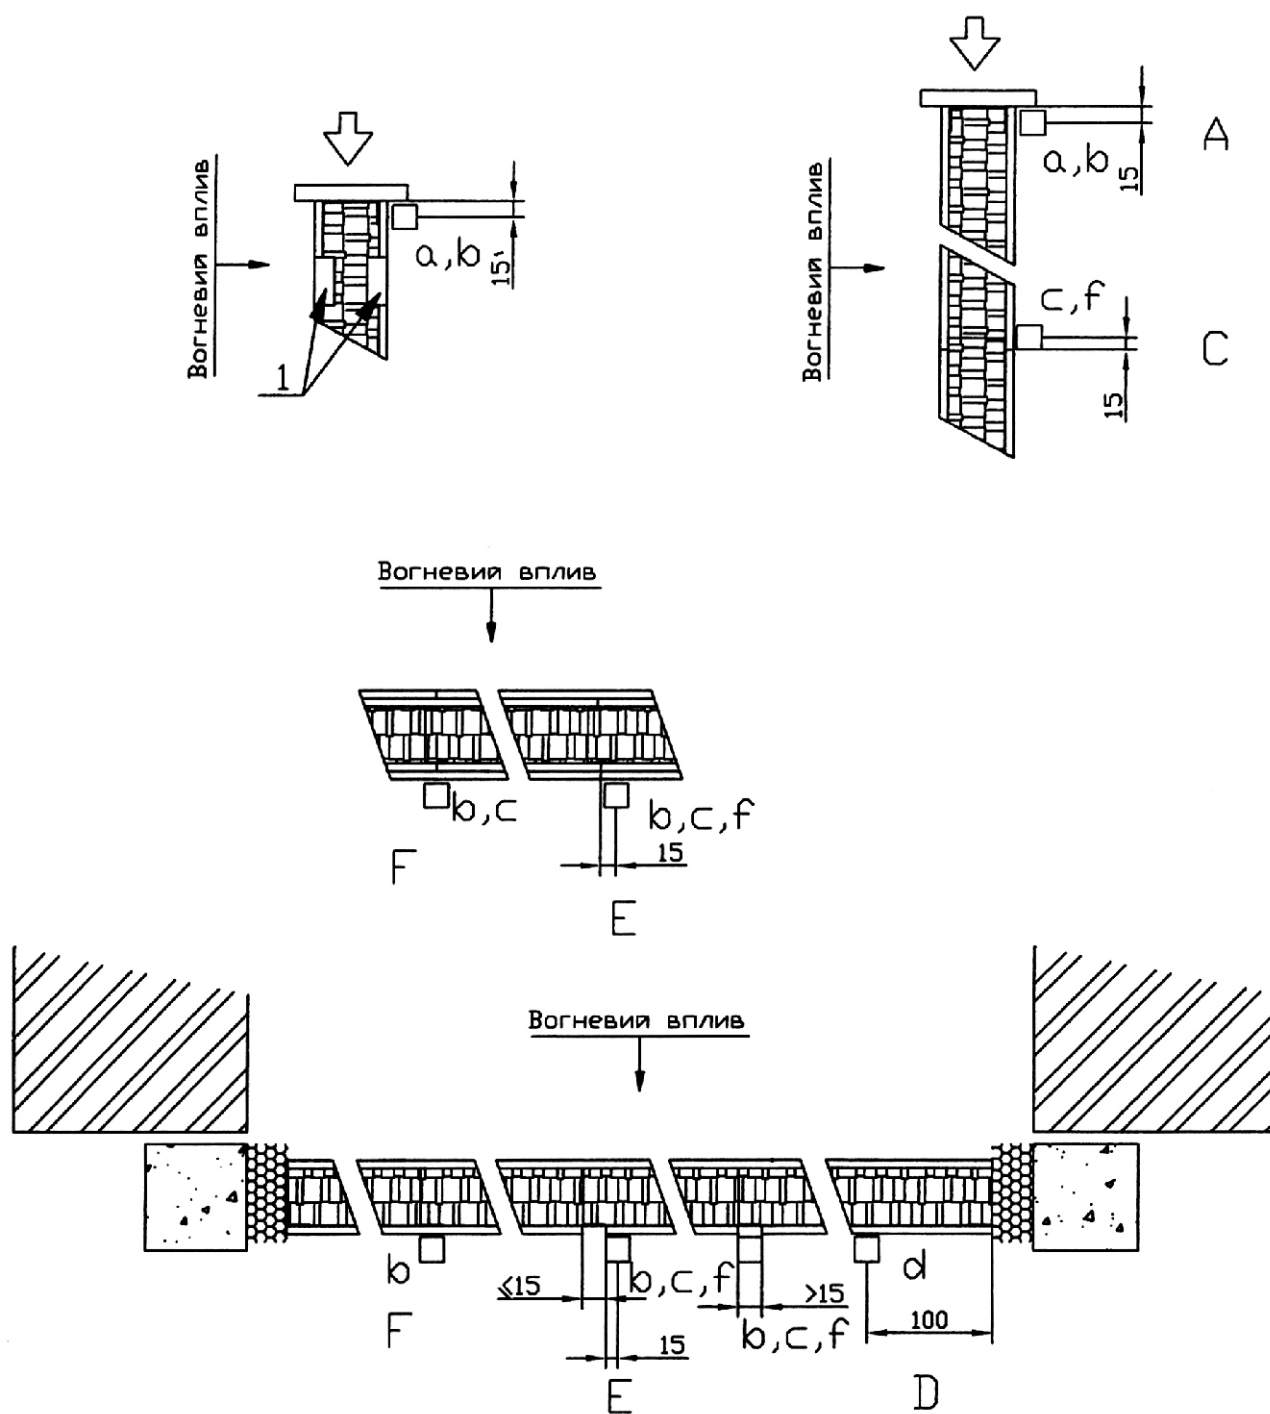 Вогневий вплив
a,b
15
1
Вогневий вплив
a,b
15
A
c,f
15
C
Вогневий вплив
b,c
b,c,f
15
F
E
Вогневий вплив
b
⩽15
b,c,f
>15
d
F
15
b,c,f
100
E
D